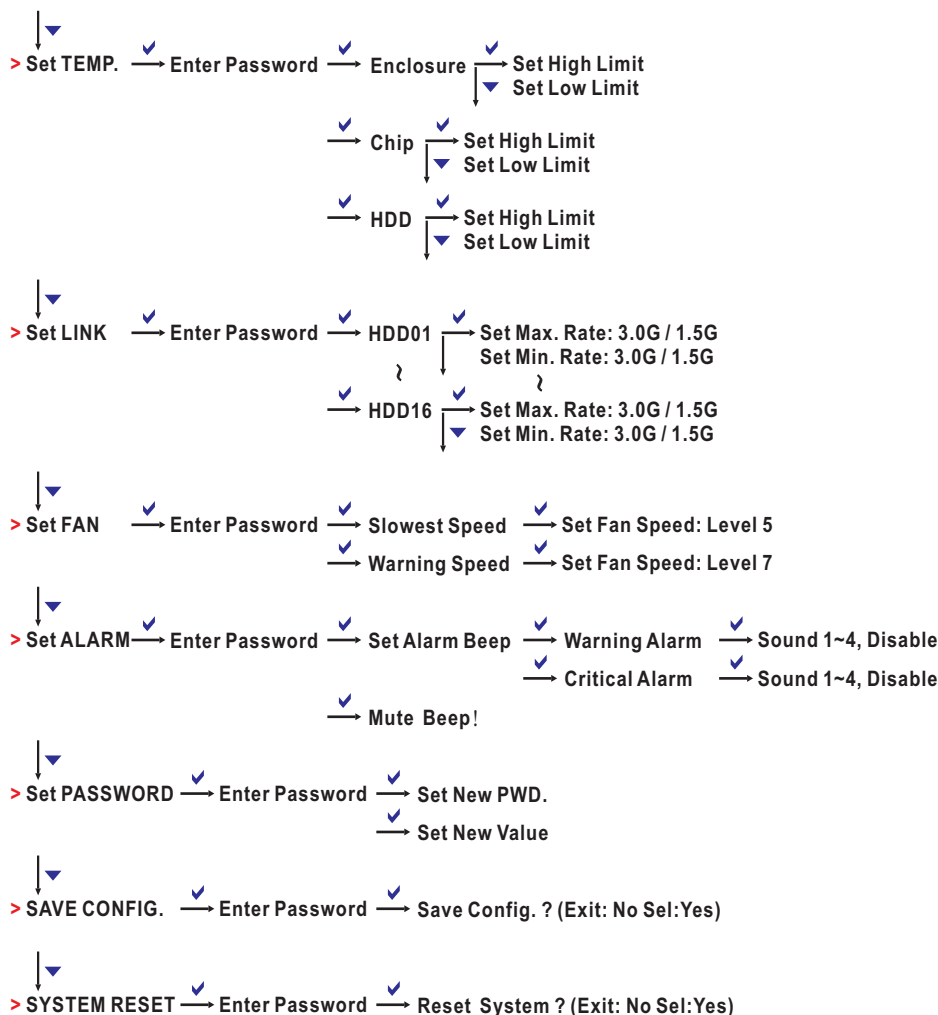 > Set TEMP. Enter Password Enclosure Set High Limit
Set Low Limit
Chip Set High Limit
Set Low Limit
HDD Set High Limit
Set Low Limit
> Set LINK Enter Password HDD01 Set Max. Rate: 3.0G / 1.5G
Set Min. Rate: 3.0G / 1.5G
~ ~
HDD16 Set Max. Rate: 3.0G / 1.5G
Set Min. Rate: 3.0G / 1.5G
> Set FAN Enter Password Slowest Speed Set Fan Speed: Level 5
Warning Speed Set Fan Speed: Level 7
> Set ALARM Enter Password Set Alarm Beep Warning Alarm Sound 1~4, Disable
Critical Alarm Sound 1~4, Disable
Mute Beep!
> Set PASSWORD Enter Password Set New PWD.
Set New Value
> SAVE CONFIG. Enter Password Save Config. ? (Exit: No Sel:Yes)
> SYSTEM RESET Enter Password Reset System ? (Exit: No Sel:Yes)